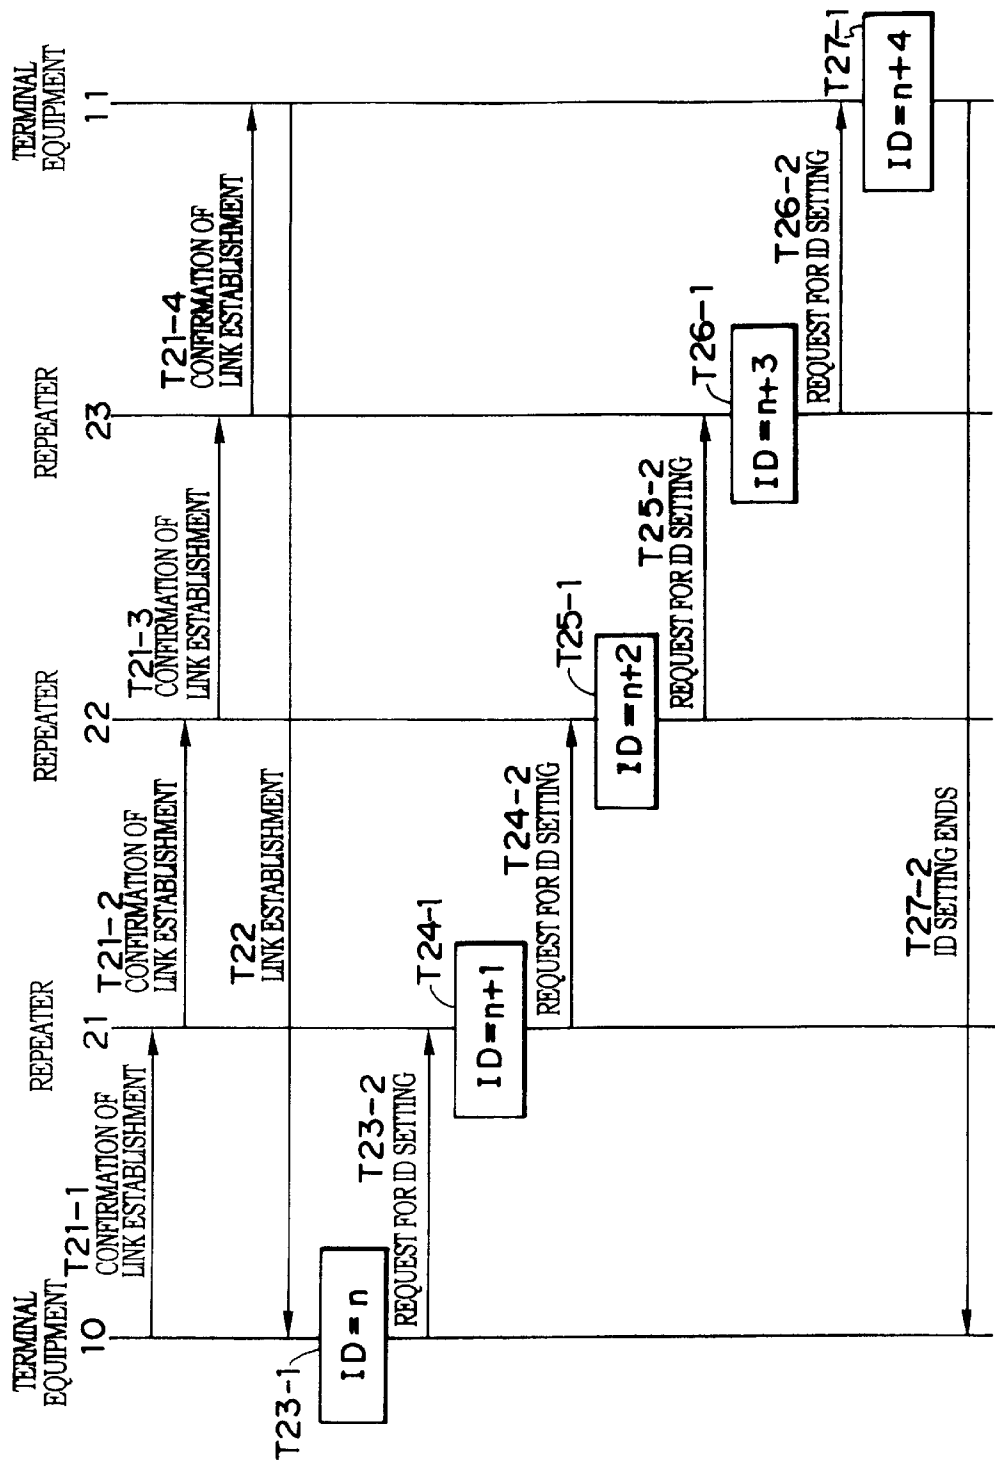 TERMINAL
EQUIPMENT
10
REPEATER
21
REPEATER
22
REPEATER
23
TERMINAL
EQUIPMENT
11
T21-1
CONFIRMATION OF
LINK ESTABLISHMENT
T21-2
CONFIRMATION OF
LINK ESTABLISHMENT
T21-3
CONFIRMATION OF
LINK ESTABLISHMENT
T21-4
CONFIRMATION OF
LINK ESTABLISHMENT
T22
LINK ESTABLISHMENT
T23-1
ID=n
T23-2
REQUEST FOR ID SETTING
T24-1
ID=n+1
T24-2
REQUEST FOR ID SETTING
T25-1
ID=n+2
T25-2
REQUEST FOR ID SETTING
T26-1
ID=n+3
T26-2
REQUEST FOR ID SETTING
T27-1
ID=n+4
T27-2
ID SETTING ENDS